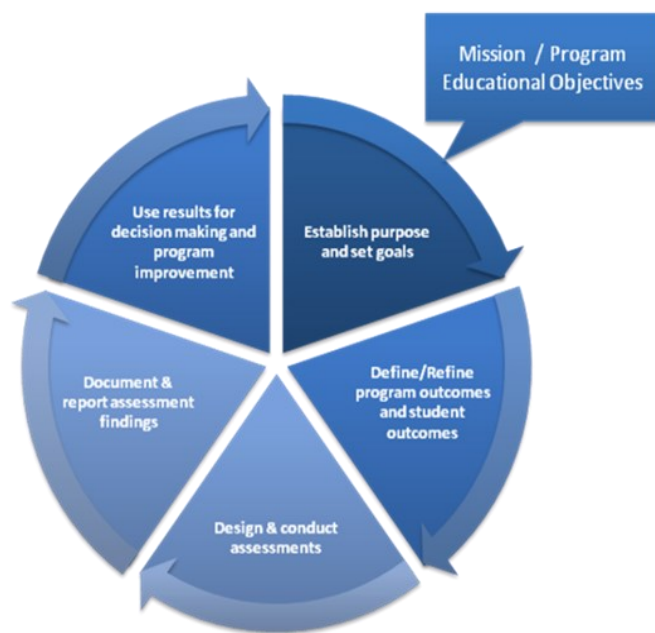 Mission / Program
Educational Objectives
Establish purpose
and set goals
Define/Refine
program outcomes
and student
outcomes
Design & conduct
assessments
Document &
report assessment
findings
Use results for
decision making and
program
improvement